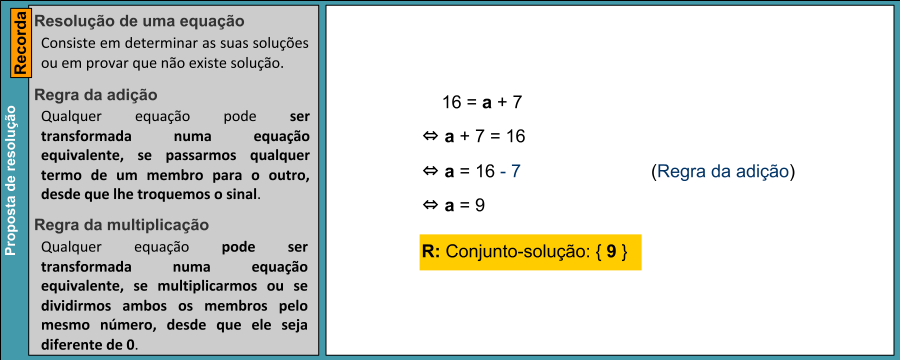 Proposta de resolução
Recorda
Resolução de uma equação
Consiste em determinar as suas soluções
ou em provar que não existe solução.
Regra da adição
Qualquer equação pode ser
transformada numa equação
equivalente, se passarmos qualquer
termo de um membro para o outro,
desde que lhe troquemos o sinal.
Regra da multiplicação
Qualquer equação pode ser
transformada numa equação
equivalente, se multiplicarmos ou se
dividirmos ambos os membros pelo
mesmo número, desde que ele seja
diferente de 0.
16 = a + 7
⇔ a + 7 = 16
⇔ a = 16 - 7 (Regra da adição)
⇔ a = 9
R: Conjunto-solução: { 9 }